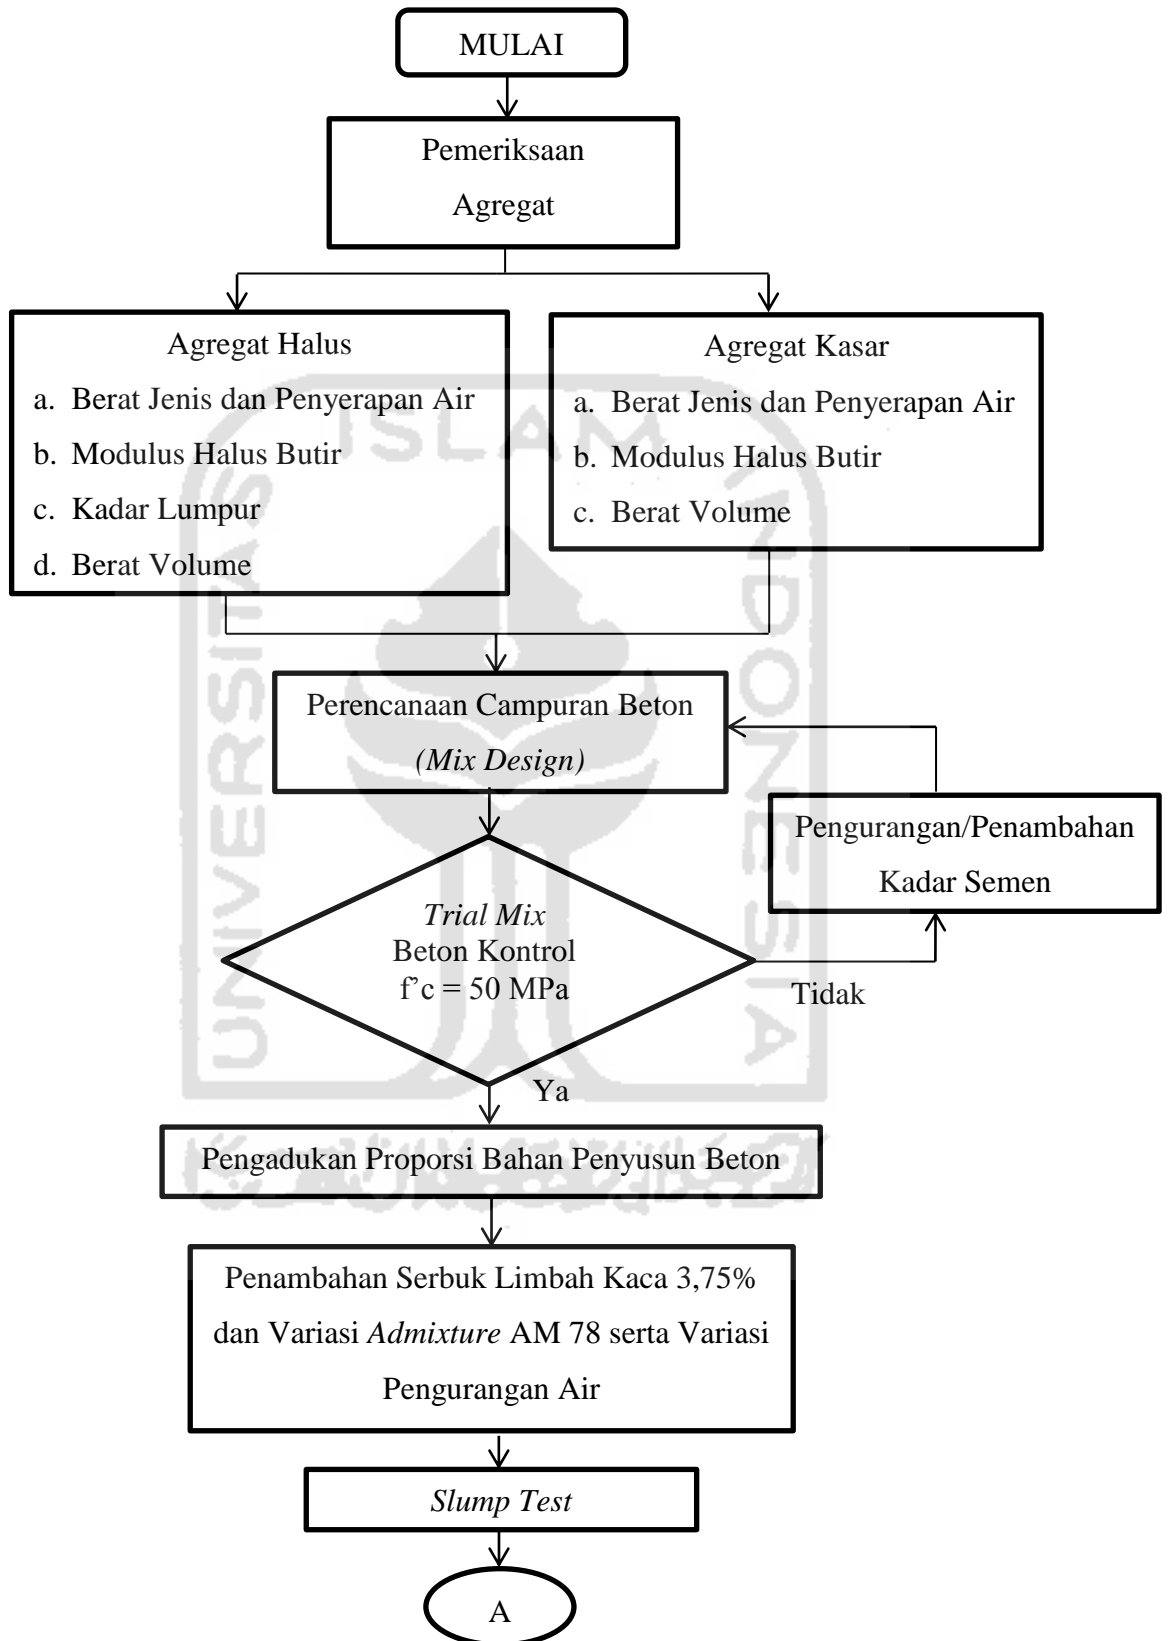 MULAI
Pemeriksaan
Agregat
Agregat Halus
a. Berat Jenis dan Penyerapan Air
b. Modulus Halus Butir
c. Kadar Lumpur
d. Berat Volume
Agregat Kasar
a. Berat Jenis dan Penyerapan Air
b. Modulus Halus Butir
c. Berat Volume
Perencanaan Campuran Beton
(Mix Design)
Pengurangan/Penambahan
Kadar Semen
Trial Mix
Beton Kontrol
f’c = 50 MPa
Tidak
Ya
Pengadukan Proporsi Bahan Penyusun Beton
Penambahan Serbuk Limbah Kaca 3,75%
dan Variasi Admixture AM 78 serta Variasi
Pengurangan Air
Slump Test
A
UNIVERSITAS
ISLAM
INDONESIA